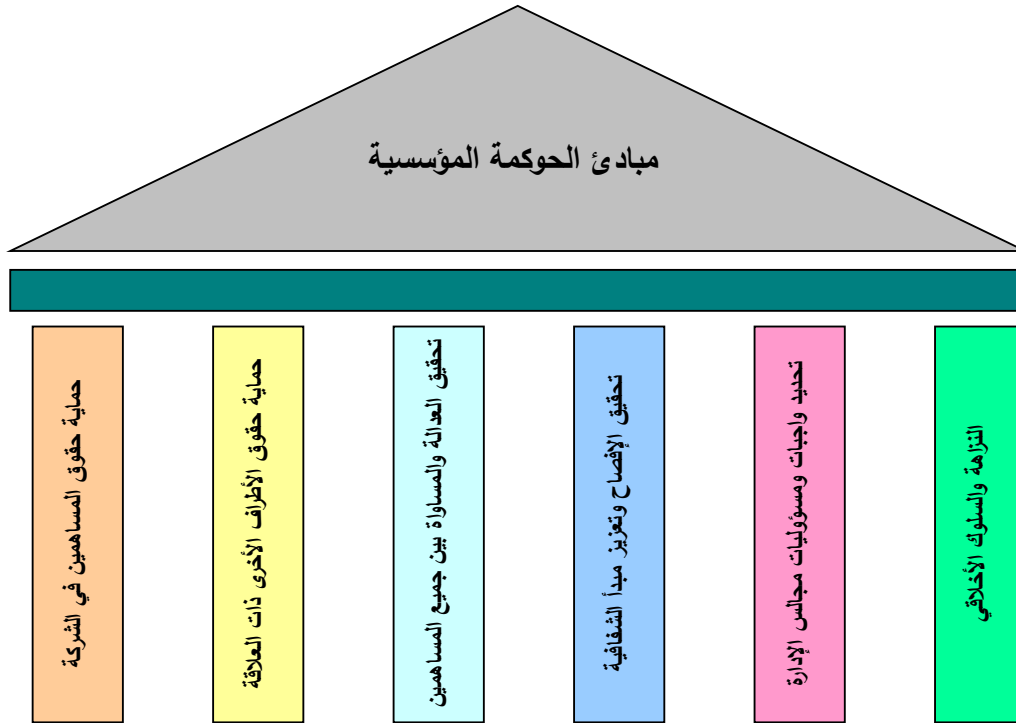 مبادئ الحوكمة المؤسسية
النزاهة والسلوك الأخلاقي
تحديد واجبات ومسؤوليات مجالس الإدارة
تحقيق الإفصاح وتعزيز مبدأ الشفافية
تحقيق العدالة والمساواة بين جميع المساهمين
حماية حقوق الأطراف الأخرى ذات العلاقة
حماية حقوق المساهمين في الشركة